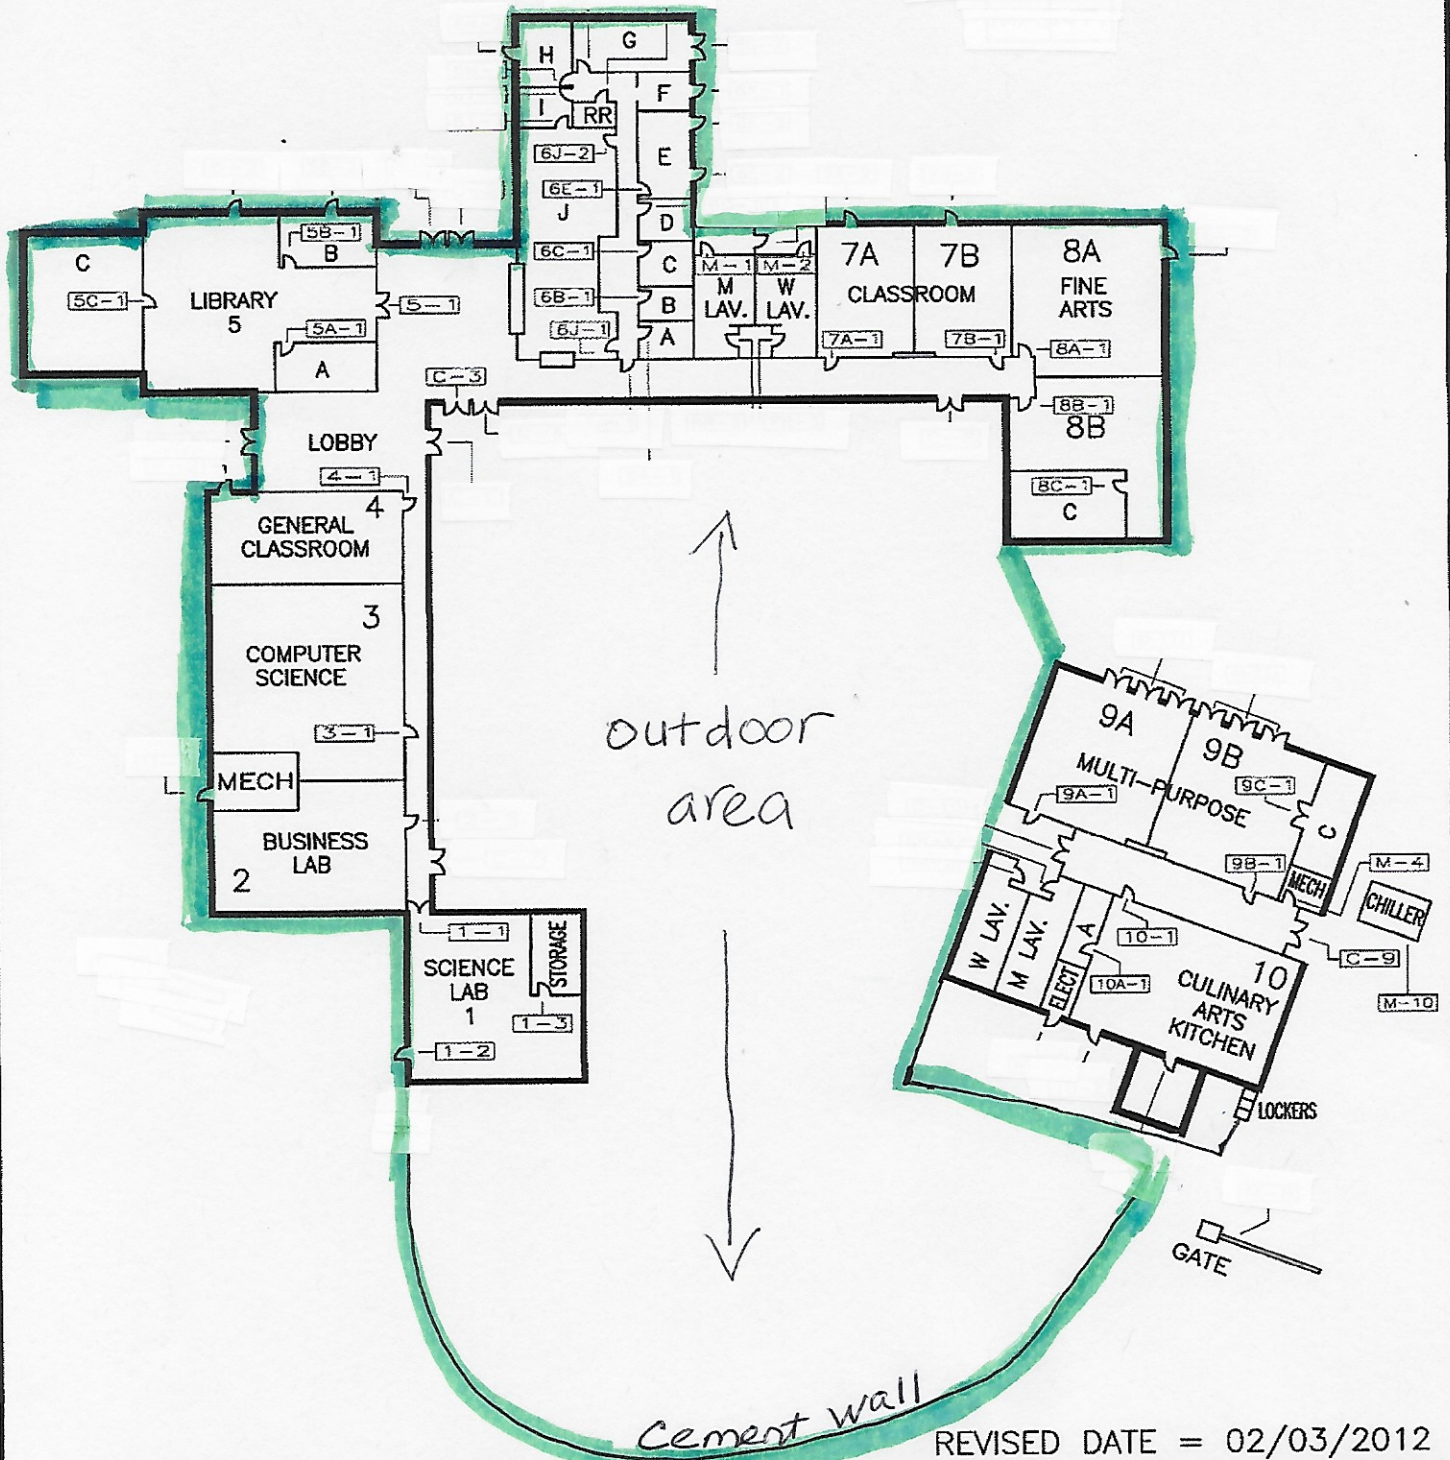 G
H
F
I
RR
6J-2
E
6E-1
J
D
5B-1
B
6C-1
C
M-1
M-2
7A
7B
8A
C
M
LAV.
W
LAV.
CLASSROOM
FINE
ARTS
5C-1
LIBRARY
5
5-1
6B-1
B
5A-1
6J-1
A
7A-1
7B-1
8A-1
A
C-3
8B-1
8B
LOBBY
4-1
8C-1
C
4
GENERAL
CLASSROOM
3
COMPUTER
SCIENCE
3-1
MECH
BUSINESS
LAB
2
outdoor
area
9A
9B
MULTI-PURPOSE
9C-1
9A-1
C
9B-1
M-4
MECH
CHILLER
1-1
STORAGE
SCIENCE
LAB
1
1-3
1-2
W LAV.
M LAV.
A
10-1
C-9
ELECT
10A-1
10
CULINARY
ARTS
KITCHEN
M-10
LOCKERS
GATE
Cement wall
REVISED DATE = 02/03/2012